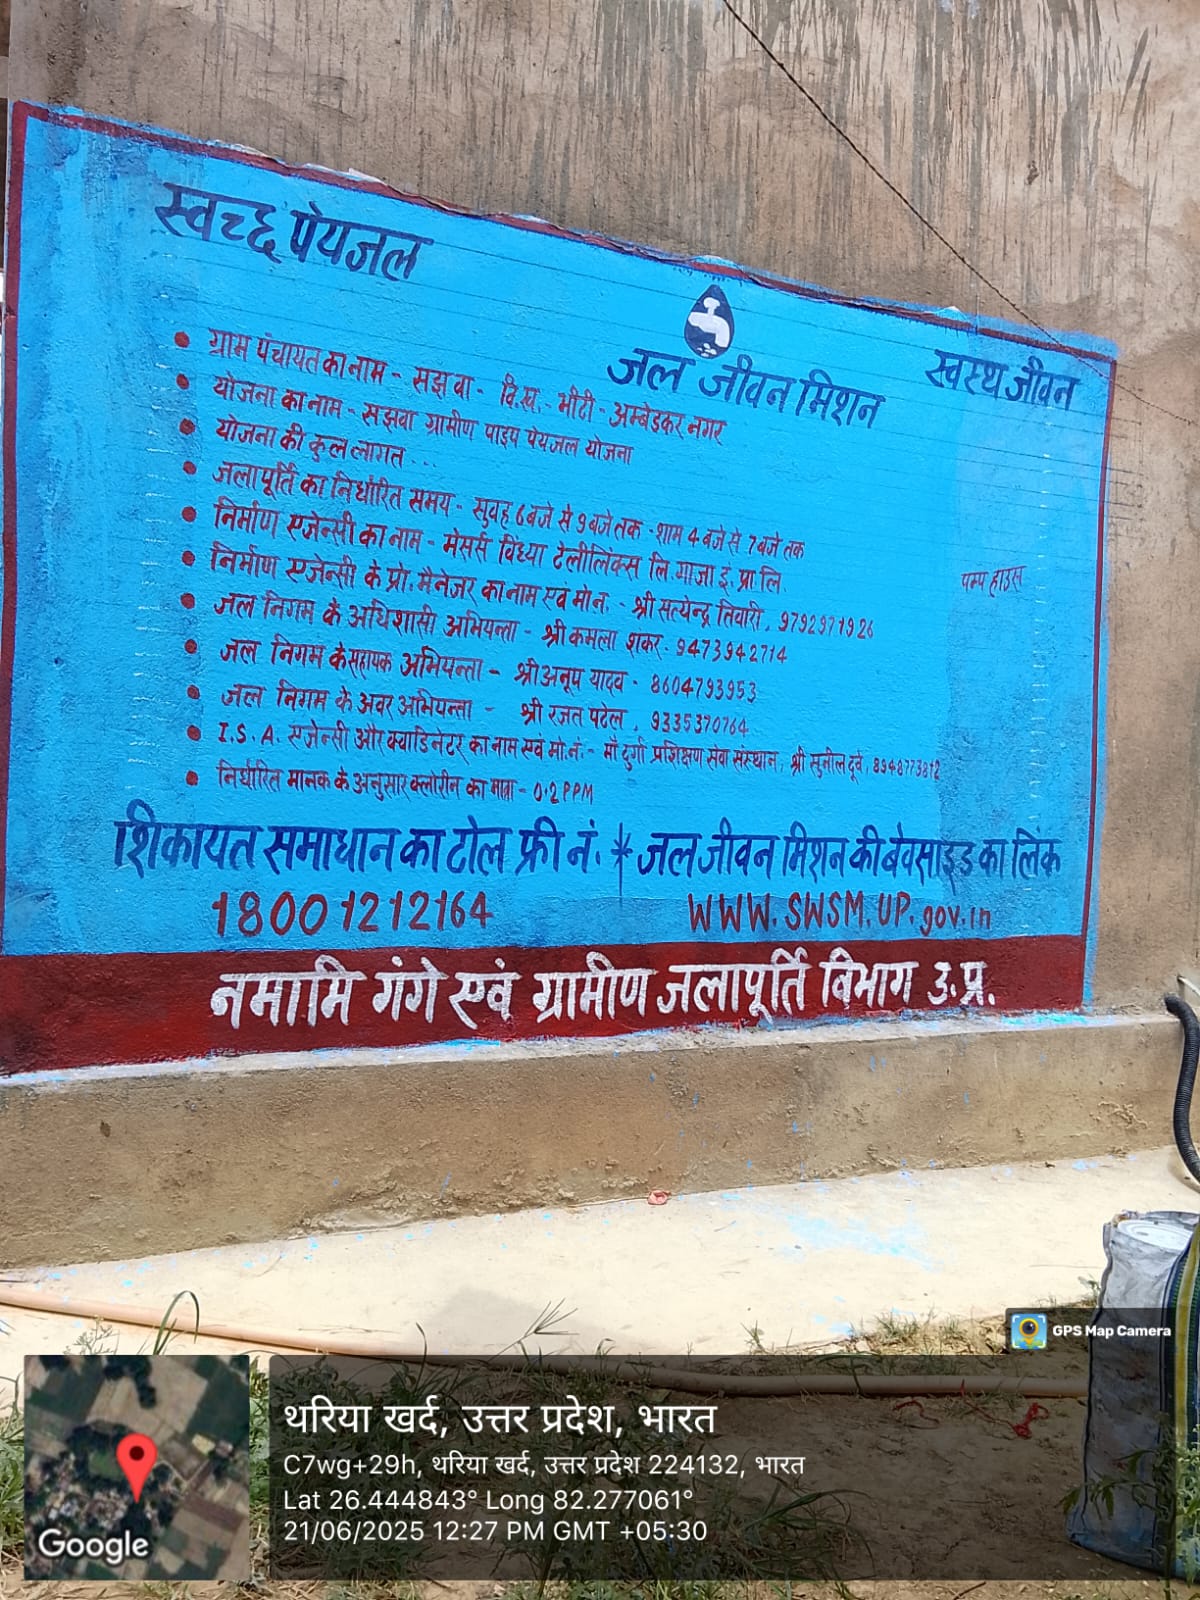 स्वच्छ पेयजल
जल जीवन मिशन
स्वस्थ जीवन
• ग्राम पंचायत का नाम - सझवा - वि.ख. - भीटी - अम्बेडकर नगर
• योजना का नाम - सझवा ग्रामीण पाइप पेयजल योजना
• योजना की कुल लागत ...
• जलापूर्ति का निर्धारित समय - सुवह 6 बजे से 9 बजे तक - शाम 4 बजे से 7 बजे तक
• निर्माण एजेन्सी का नाम - मेसर्स विंध्या टेलीलिंक्स लि. गाजा इं. प्रा. लि.
पम्प हाउस
• निर्माण एजेन्सी के प्रो. मैनेजर का नाम एवं मो.न. - श्री सत्येन्द्र तिवारी, 9792971926
• जल निगम के अधिशासी अभियन्ता - श्री कमला शंकर - 9473942714
• जल निगम के सहायक अभियन्ता - श्री अनूप यादव - 8604793953
• जल निगम के अवर अभियन्ता - श्री रजत पटेल, 9335370764
• I.S.A. एजेन्सी और क्वाडिनेटर का नाम एवं मो.नं. - माँ दुर्गा प्रशिक्षण सेवा संस्थान, श्री सुनील दूबे, 8948773812
• निर्धारित मानक के अनुसार क्लोरीन का मात्रा - 0.2 PPM
शिकायत समाधान का टोल फ्री नं. * जल जीवन मिशन की बेवसाइड का लिंक
18001212164 WWW.SWSM.UP.gov.in
नमामि गंगे एवं ग्रामीण जलापूर्ति विभाग उ.प्र.
GPS Map Camera
थरिया खर्द, उत्तर प्रदेश, भारत
C7wg+29h, थरिया खर्द, उत्तर प्रदेश 224132, भारत
Lat 26.444843° Long 82.277061°
21/06/2025 12:27 PM GMT +05:30
Google